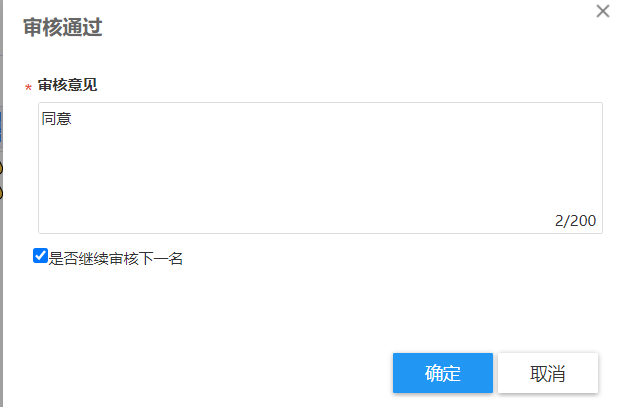 审核通过
* 审核意见
同意
2/200
是否继续审核下一名
确定 取消